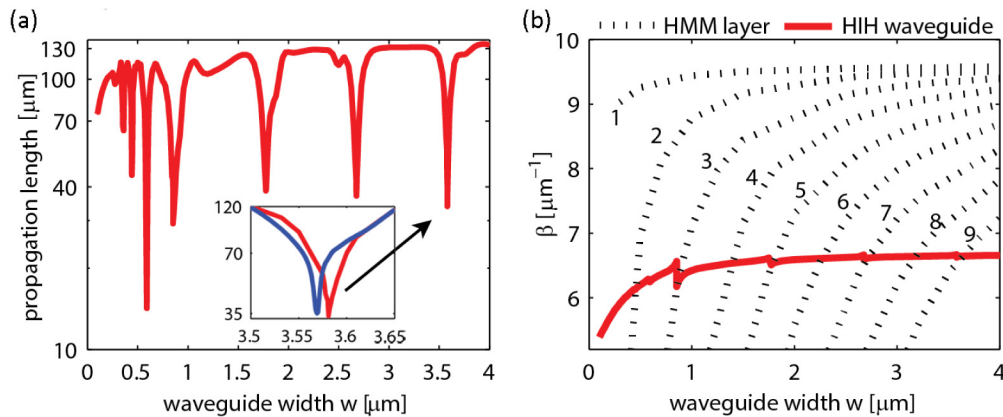 (a)
130
100
70
40
10
propagation length [μm]
0 0.5 1 1.5 2 2.5 3 3.5 4
waveguide width w [μm]
120
70
35
3.5 3.55 3.6 3.65
(b)
HMM layer HIH waveguide
10
9
8
7
6
β [μm⁻¹]
1
2
3
4
5
6
7
8
9
0 1 2 3 4
waveguide width w [μm]